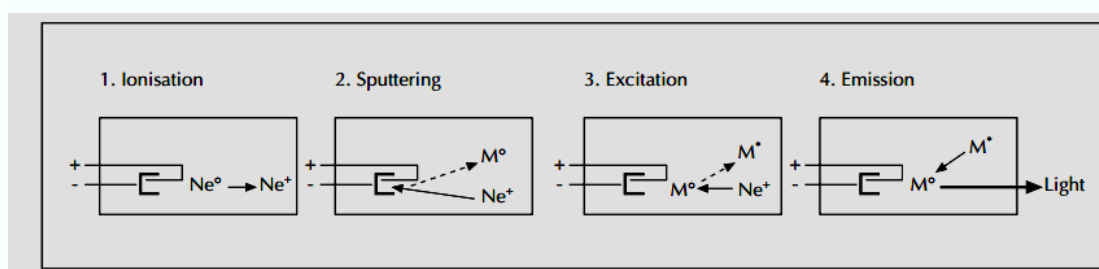 1. Ionisation
+
-
Ne° → Ne⁺
2. Sputtering
+
-
M°
Ne⁺
3. Excitation
+
-
M*
M° ← Ne⁺
4. Emission
+
-
M*
M° → Light